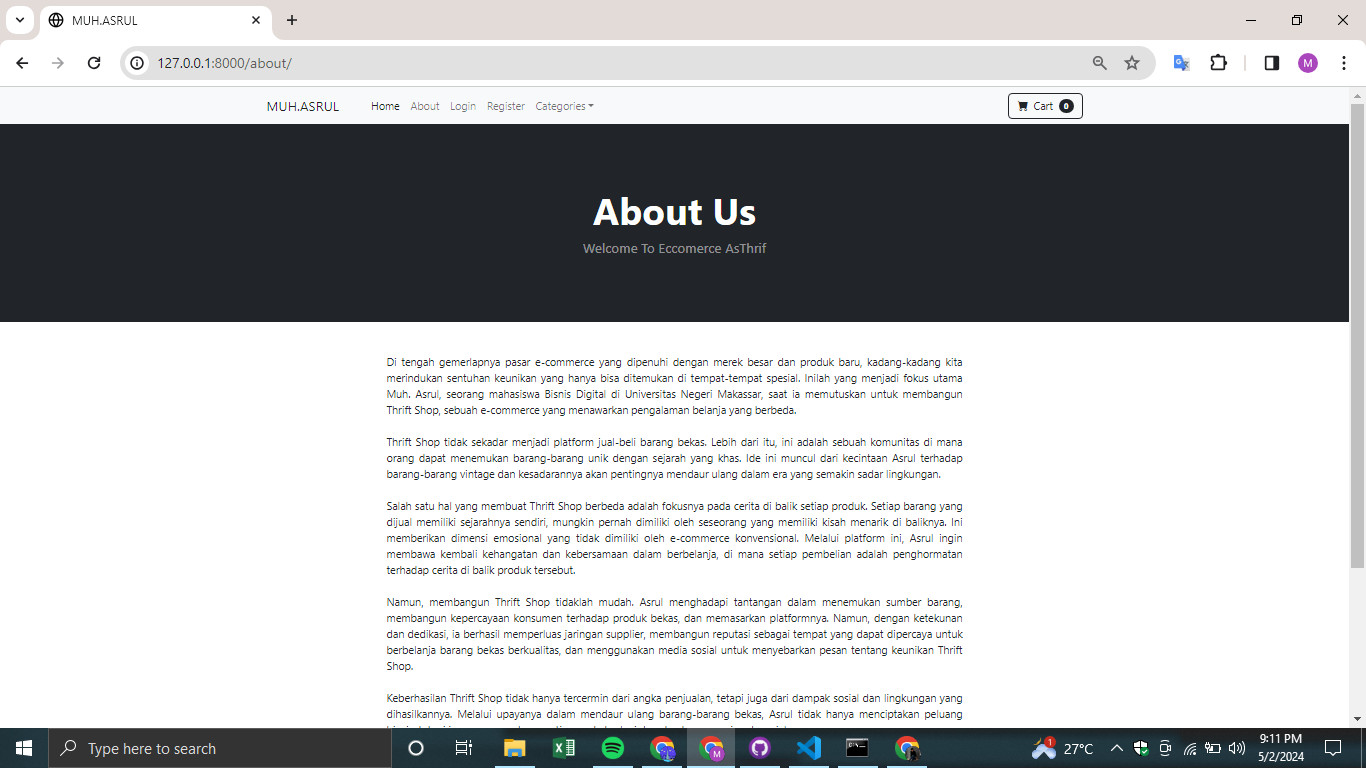 MUH.ASRUL
127.0.0.1:8000/about/
M
MUH.ASRUL Home About Login Register Categories Cart 0
About Us
Welcome To Eccomerce AsThrif
Di tengah gemerlapnya pasar e-commerce yang dipenuhi dengan merek besar dan produk baru, kadang-kadang kita
merindukan sentuhan keunikan yang hanya bisa ditemukan di tempat-tempat spesial. Inilah yang menjadi fokus utama
Muh. Asrul, seorang mahasiswa Bisnis Digital di Universitas Negeri Makassar, saat ia memutuskan untuk membangun
Thrift Shop, sebuah e-commerce yang menawarkan pengalaman belanja yang berbeda.
Thrift Shop tidak sekadar menjadi platform jual-beli barang bekas. Lebih dari itu, ini adalah sebuah komunitas di mana
orang dapat menemukan barang-barang unik dengan sejarah yang khas. Ide ini muncul dari kecintaan Asrul terhadap
barang-barang vintage dan kesadarannya akan pentingnya mendaur ulang dalam era yang semakin sadar lingkungan.
Salah satu hal yang membuat Thrift Shop berbeda adalah fokusnya pada cerita di balik setiap produk. Setiap barang yang
dijual memiliki sejarahnya sendiri, mungkin pernah dimiliki oleh seseorang yang memiliki kisah menarik di baliknya. Ini
memberikan dimensi emosional yang tidak dimiliki oleh e-commerce konvensional. Melalui platform ini, Asrul ingin
membawa kembali kehangatan dan kebersamaan dalam berbelanja, di mana setiap pembelian adalah penghormatan
terhadap cerita di balik produk tersebut.
Namun, membangun Thrift Shop tidaklah mudah. Asrul menghadapi tantangan dalam menemukan sumber barang,
membangun kepercayaan konsumen terhadap produk bekas, dan memasarkan platformnya. Namun, dengan ketekunan
dan dedikasi, ia berhasil memperluas jaringan supplier, membangun reputasi sebagai tempat yang dapat dipercaya untuk
berbelanja barang bekas berkualitas, dan menggunakan media sosial untuk menyebarkan pesan tentang keunikan Thrift
Shop.
Keberhasilan Thrift Shop tidak hanya tercermin dari angka penjualan, tetapi juga dari dampak sosial dan lingkungan yang
dihasilkannya. Melalui upayanya dalam mendaur ulang barang-barang bekas, Asrul tidak hanya menciptakan peluang
Type here to search
27°C
9:11 PM
5/2/2024